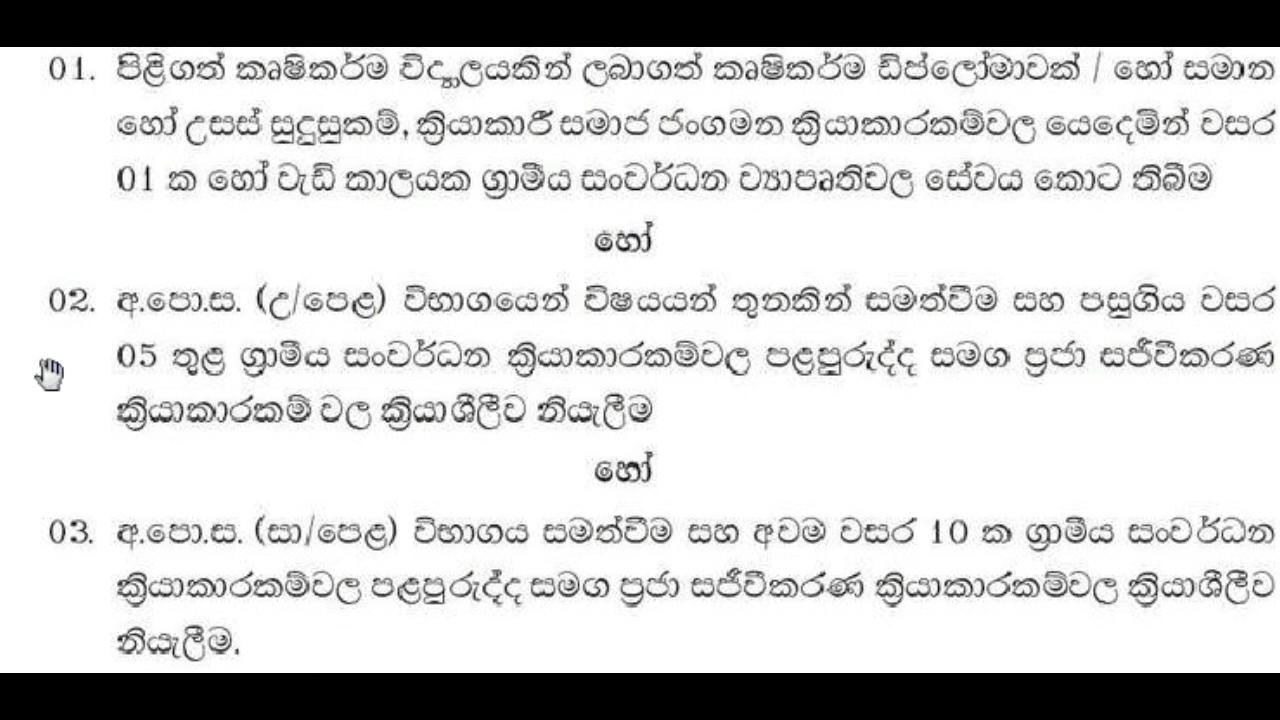 01. පිළිගත් කෘෂිකර්ම විද්‍යාලයකින් ලබාගත් කෘෂිකර්ම ඩිප්ලෝමාවක් / හෝ සමාන
හෝ උසස් සුදුසුකම්, ක්‍රියාකාරී සමාජ ජංගමන ක්‍රියාකාරකම්වල යෙදෙමින් වසර
01 ක හෝ වැඩි කාලයක ග්‍රාමීය සංවර්ධන ව්‍යාපෘතිවල සේවය කොට තිබීම
හෝ
02. අ.පො.ස. (උ/පෙළ) විභාගයෙන් විෂයයන් තුනකින් සමත්වීම සහ පසුගිය වසර
05 තුළ ග්‍රාමීය සංවර්ධන ක්‍රියාකාරකම්වල පළපුරුද්ද සමග ප්‍රජා සජීවීකරණ
ක්‍රියාකාරකම් වල ක්‍රියාශීලීව නියැලීම
හෝ
03. අ.පො.ස. (සා/පෙළ) විභාගය සමත්වීම සහ අවම වසර 10 ක ග්‍රාමීය සංවර්ධන
ක්‍රියාකාරකම්වල පළපුරුද්ද සමග ප්‍රජා සජීවීකරණ ක්‍රියාකාරකම්වල ක්‍රියාශීලීව
නියැලීම.